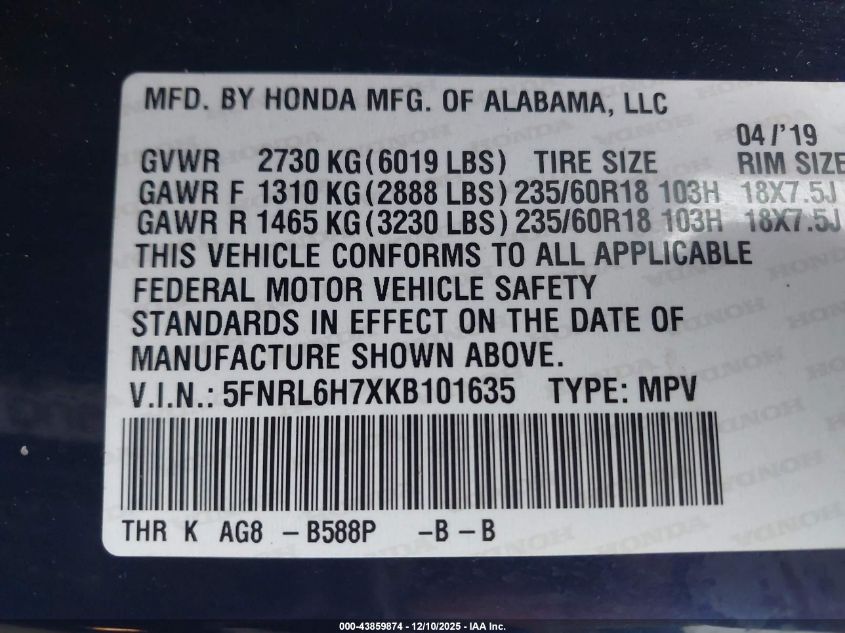 MFD. BY HONDA MFG. OF ALABAMA, LLC
04/'19
GVWR 2730 KG (6019 LBS) TIRE SIZE RIM SIZE
GAWR F 1310 KG (2888 LBS) 235/60R18 103H 18X7.5J
GAWR R 1465 KG (3230 LBS) 235/60R18 103H 18X7.5J
THIS VEHICLE CONFORMS TO ALL APPLICABLE
FEDERAL MOTOR VEHICLE SAFETY
STANDARDS IN EFFECT ON THE DATE OF
MANUFACTURE SHOWN ABOVE.
V.I.N.: 5FNRL6H7XKB101635 TYPE: MPV
THR K AG8 – B588P – B – B
000-43859874 - 12/10/2025 - IAA Inc.